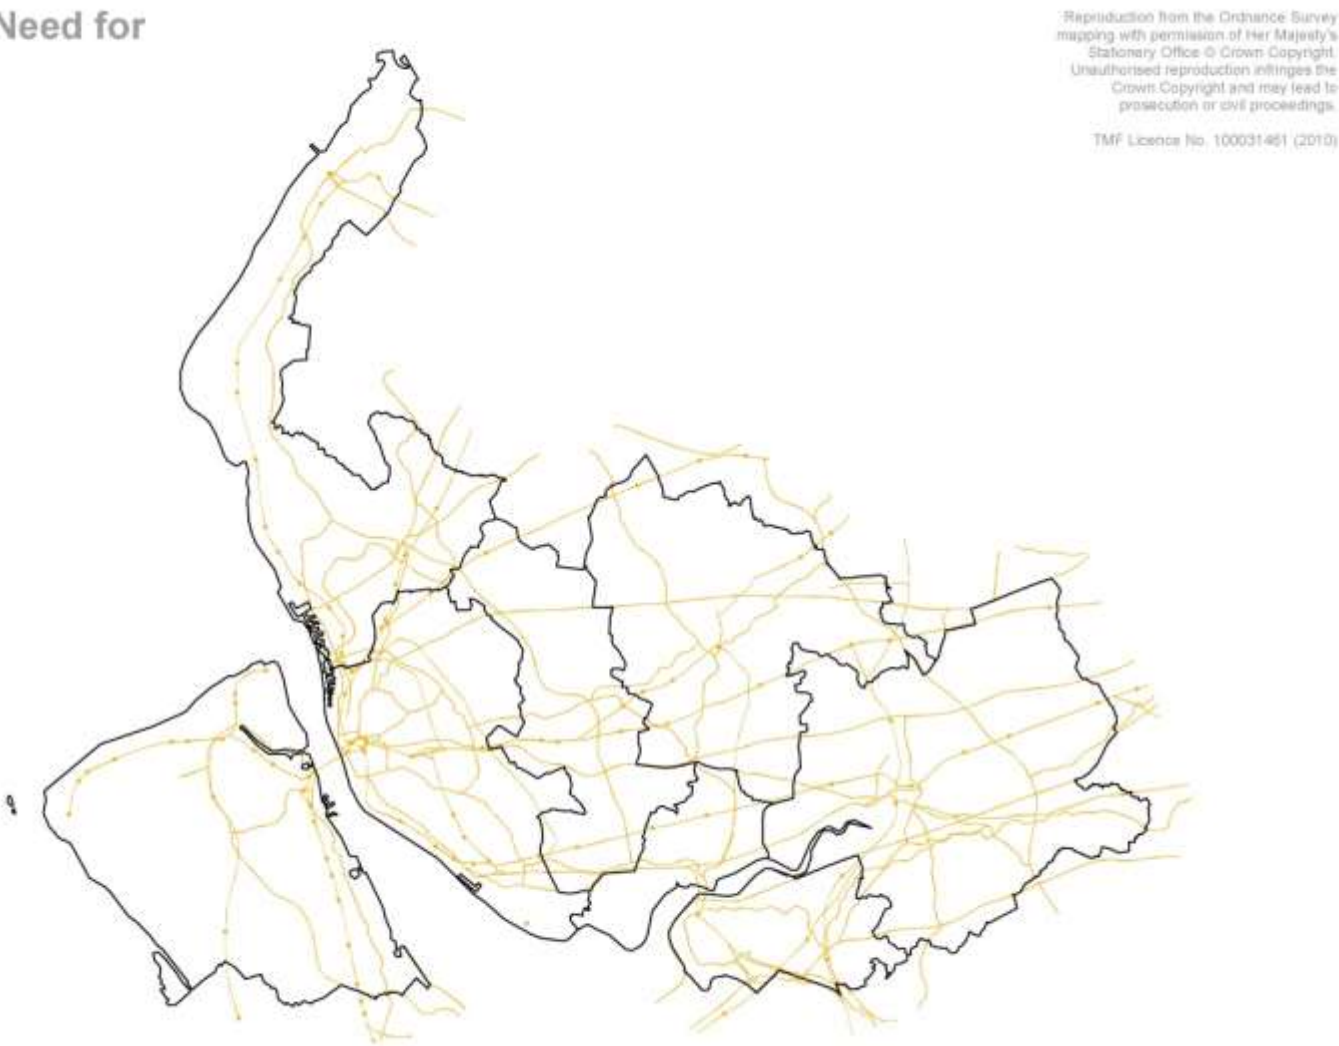 Need for
Reproduction from the Ordnance Survey
mapping with permission of Her Majesty's
Stationery Office © Crown Copyright.
Unauthorised reproduction infringes the
Crown Copyright and may lead to
prosecution or civil proceedings.
TMF Licence No. 100031461 (2010)